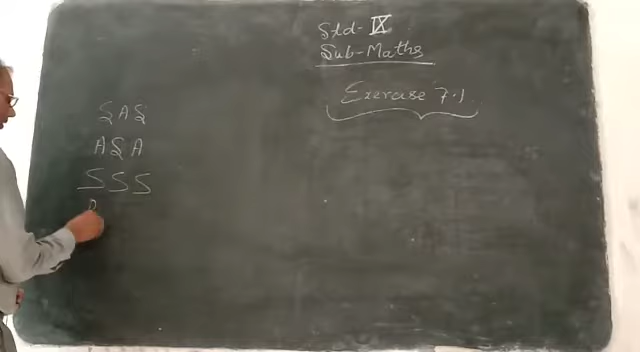 Std-IX
Sub-Maths
Exercise 7.1
SAS
ASA
SSS